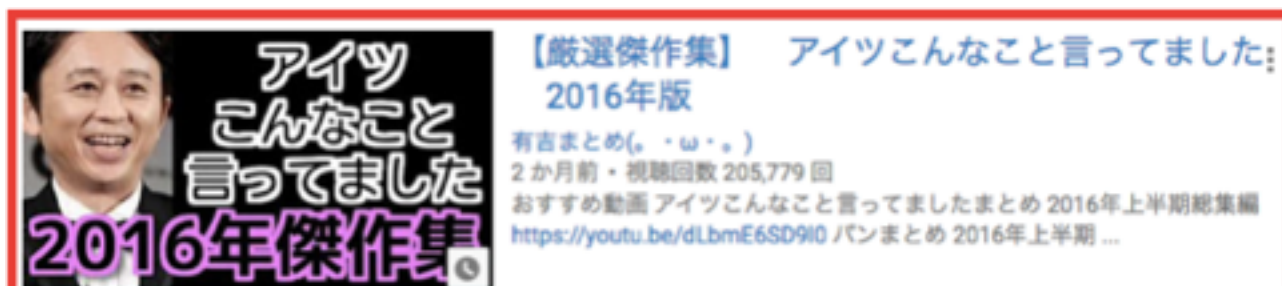 アイツ
こんなこと
言ってました
2016年傑作集
【厳選傑作集】　アイツこんなこと言ってました
2016年版
有吉まとめ(。・ω・。)
2 か月前・視聴回数 205,779 回
おすすめ動画 アイツこんなこと言ってましたまとめ 2016年上半期総集編
https://youtu.be/dLbmE6SD9I0 バンまとめ 2016年上半期 ...